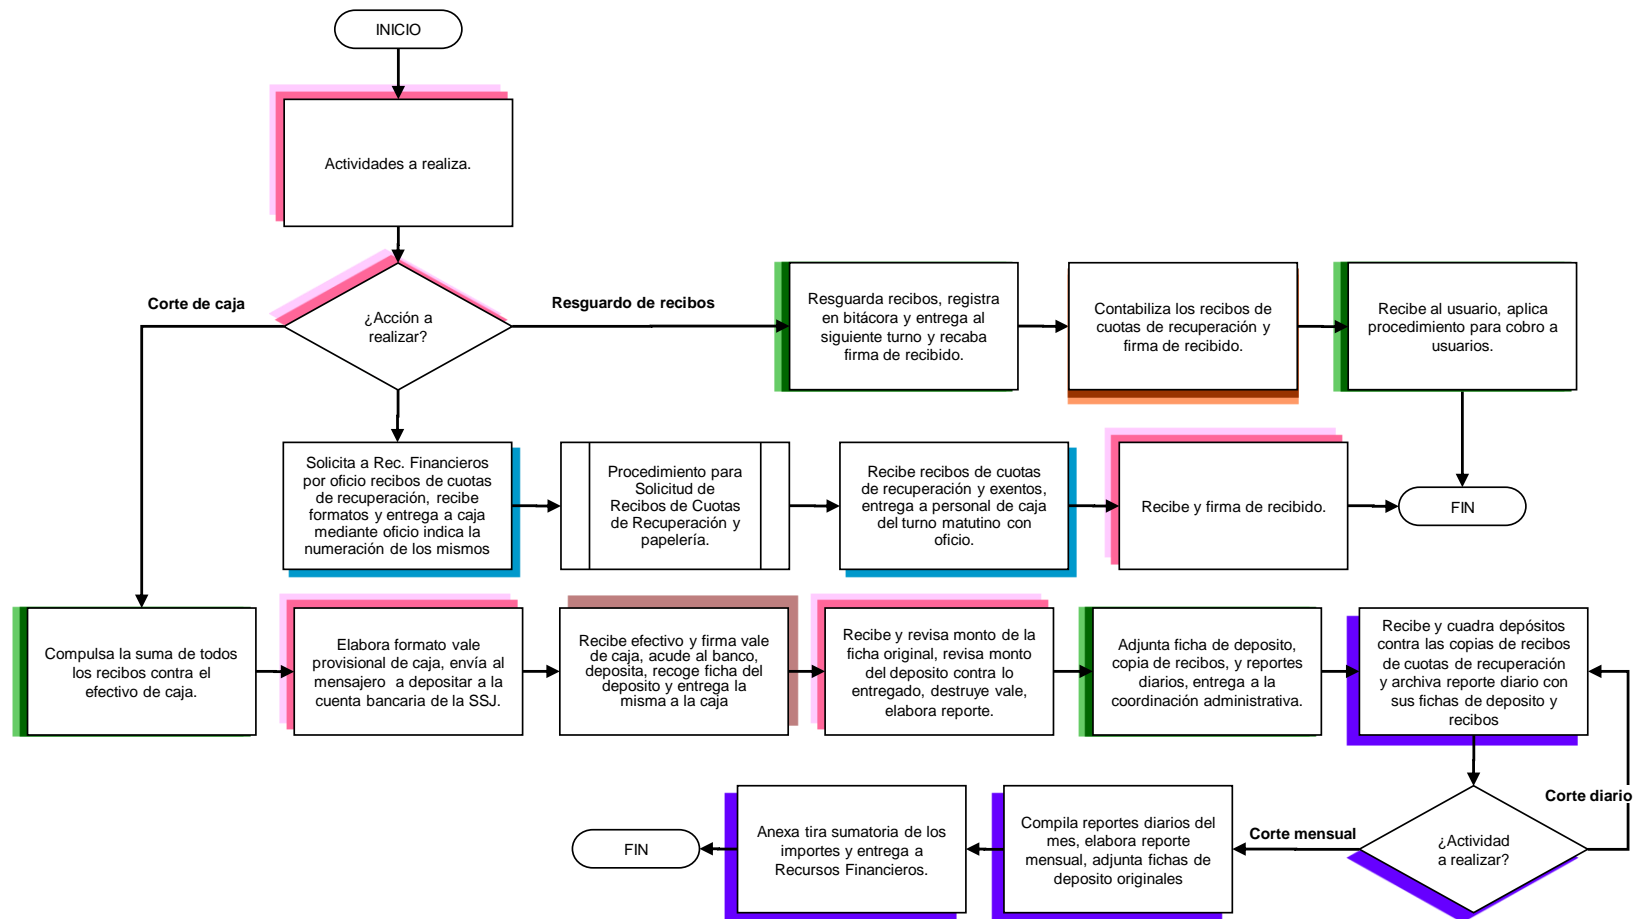 INICIO
Actividades a realiza.
Corte de caja
¿Acción a
realizar?
Resguardo de recibos
Resguarda recibos, registra
en bitácora y entrega al
siguiente turno y recaba
firma de recibido.
Contabiliza los recibos de
cuotas de recuperación y
firma de recibido.
Recibe al usuario, aplica
procedimiento para cobro a
usuarios.
Solicita a Rec. Financieros
por oficio recibos de cuotas
de recuperación, recibe
formatos y entrega a caja
mediante oficio indica la
numeración de los mismos
Procedimiento para
Solicitud de
Recibos de Cuotas
de Recuperación y
papelería.
Recibe recibos de cuotas
de recuperación y exentos,
entrega a personal de caja
del turno matutino con
oficio.
Recibe y firma de recibido.
FIN
Compulsa la suma de todos
los recibos contra el
efectivo de caja.
Elabora formato vale
provisional de caja, envía al
mensajero a depositar a la
cuenta bancaria de la SSJ.
Recibe efectivo y firma vale
de caja, acude al banco,
deposita, recoge ficha del
deposito y entrega la
misma a la caja
Recibe y revisa monto de la
ficha original, revisa monto
del deposito contra lo
entregado, destruye vale,
elabora reporte.
Adjunta ficha de deposito,
copia de recibos, y reportes
diarios, entrega a la
coordinación administrativa.
Recibe y cuadra depósitos
contra las copias de recibos
de cuotas de recuperación
y archiva reporte diario con
sus fichas de deposito y
recibos
Corte diario
¿Actividad
a realizar?
Corte mensual
Compila reportes diarios del
mes, elabora reporte
mensual, adjunta fichas de
deposito originales
Anexa tira sumatoria de los
importes y entrega a
Recursos Financieros.
FIN